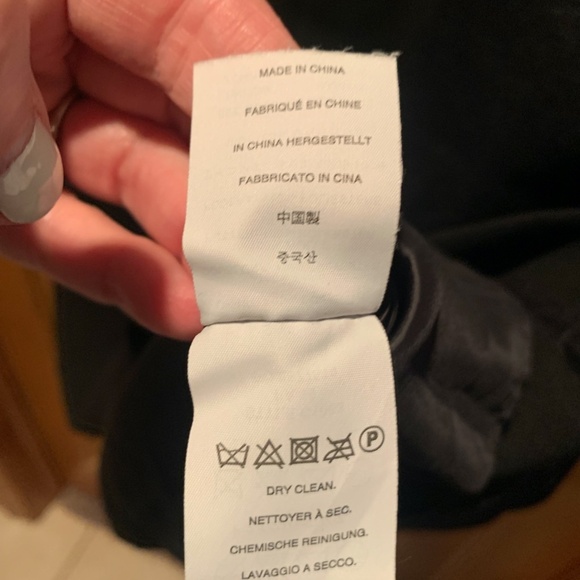 MADE IN CHINA
FABRIQUÉ EN CHINE
IN CHINA HERGESTELLT
FABBRICATO IN CINA
中国製
중국산
P
DRY CLEAN.
NETTOYER À SEC.
CHEMISCHE REINIGUNG.
LAVAGGIO A SECCO.